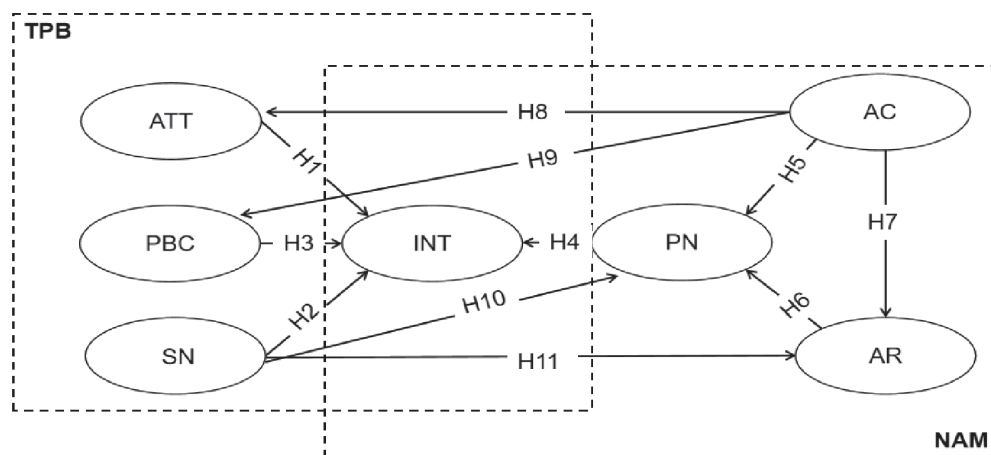 TPB
ATT
H8
AC
H1
H9
H5
PBC
H3
INT
H4
PN
H7
H2
H10
H6
SN
H11
AR
NAM